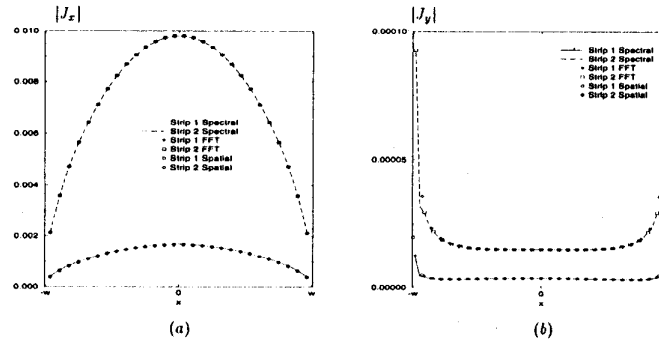 |J_x|
0.010
0.008
0.006
0.004
0.002
0.000
Strip 1 Spectral
Strip 2 Spectral
Strip 1 FFT
Strip 2 FFT
Strip 1 Spatial
Strip 2 Spatial
-w
0
w
x
(a)
|J_y|
0.00010
0.00005
0.00000
Strip 1 Spectral
Strip 2 Spectral
Strip 1 FFT
Strip 2 FFT
Strip 1 Spatial
Strip 2 Spatial
-w
0
x
(b)